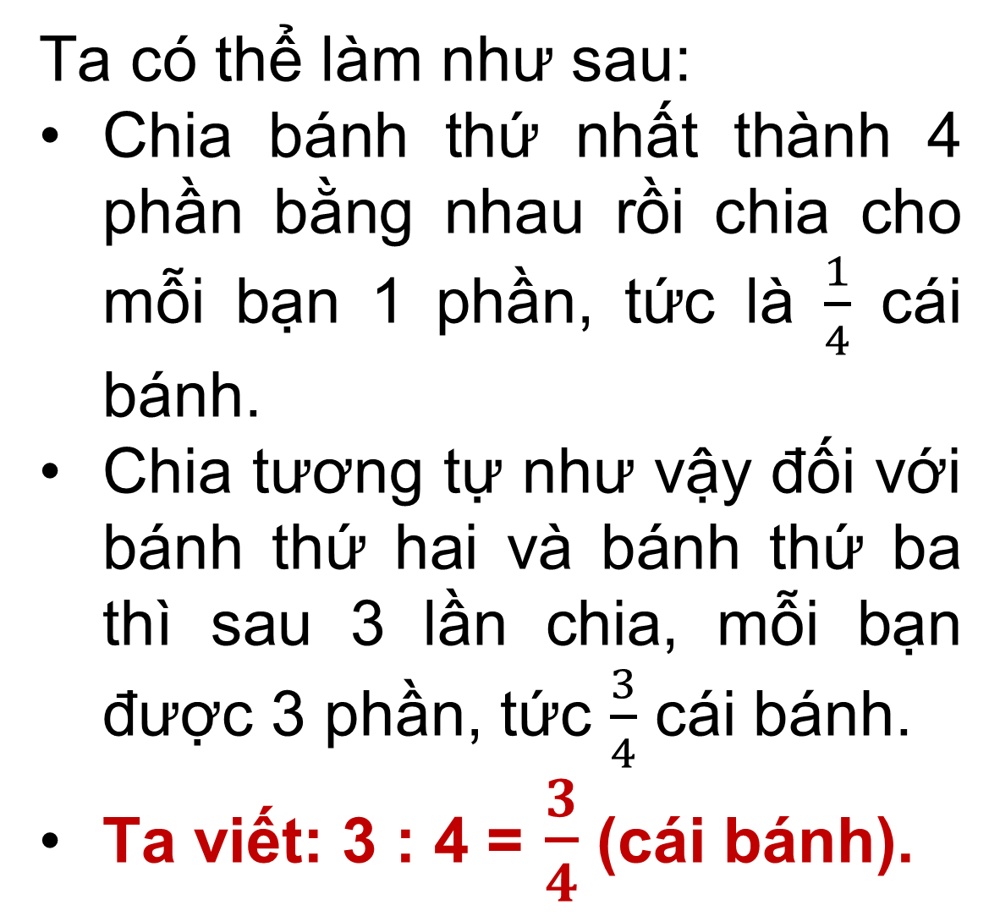 Ta có thể làm như sau:
• Chia bánh thứ nhất thành 4
phần bằng nhau rồi chia cho
mỗi bạn 1 phần, tức là 1/4 cái
bánh.
• Chia tương tự như vậy đối với
bánh thứ hai và bánh thứ ba
thì sau 3 lần chia, mỗi bạn
được 3 phần, tức 3/4 cái bánh.
• Ta viết: 3 : 4 = 3/4 (cái bánh).